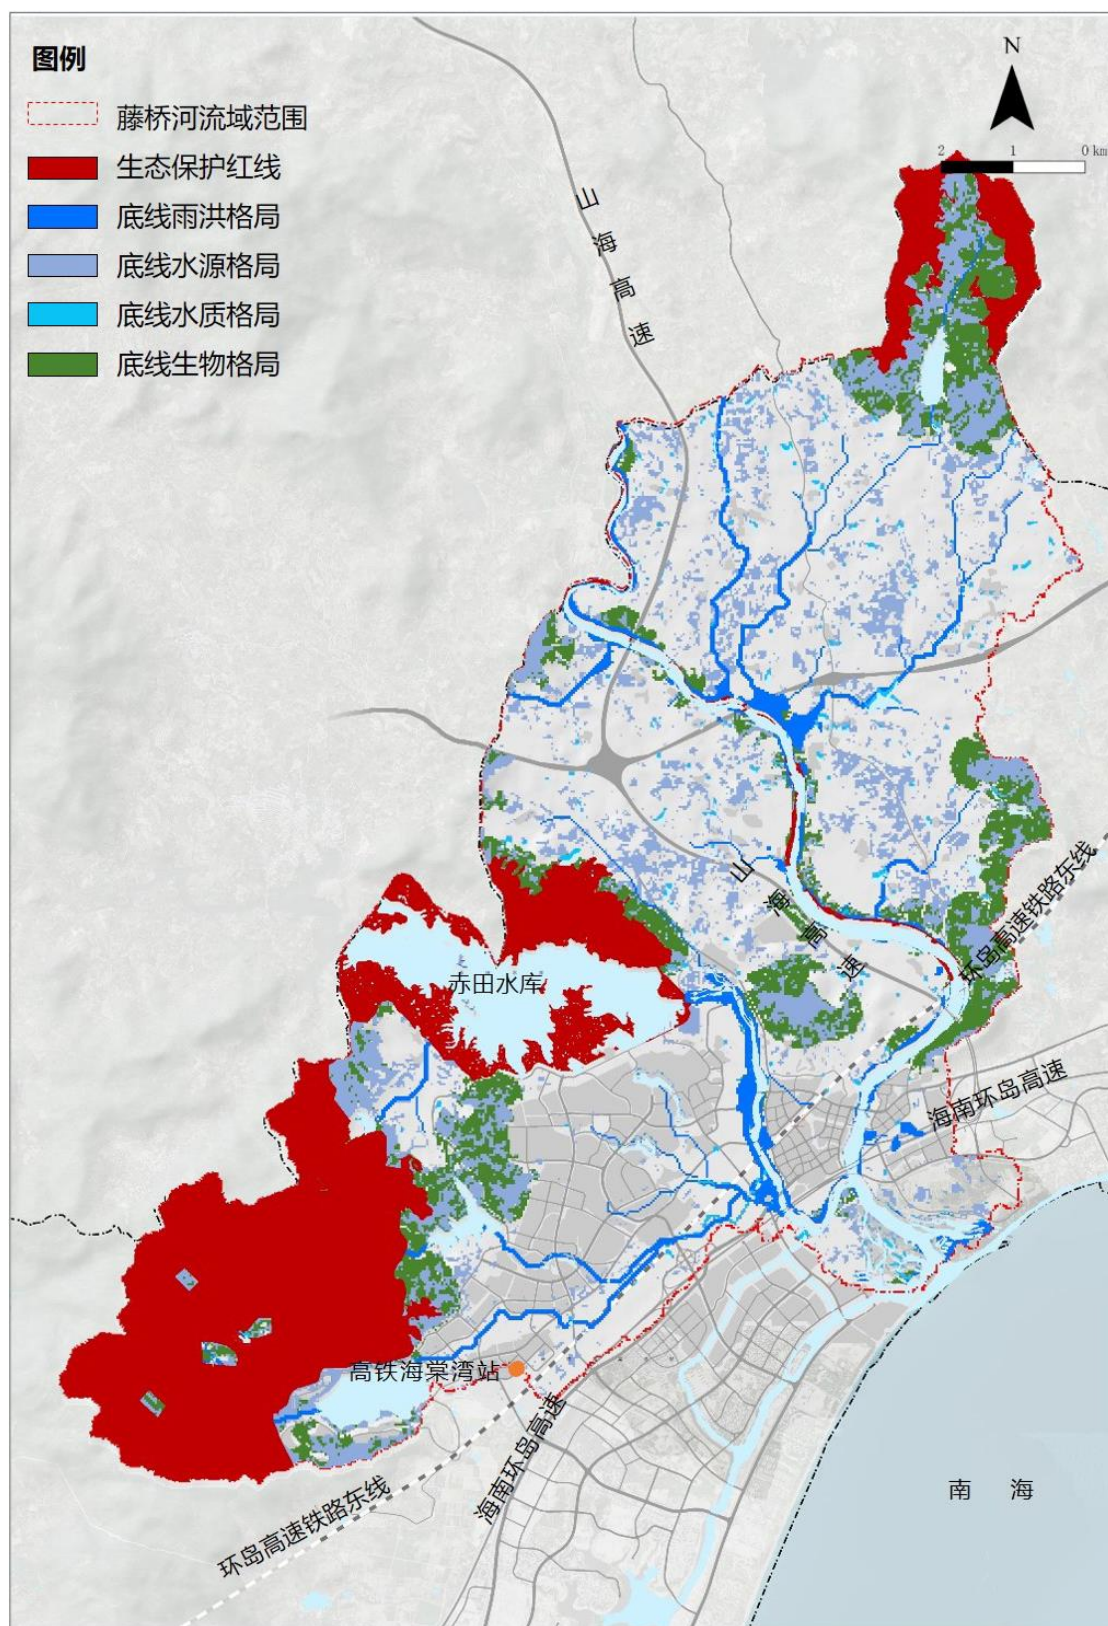 图例
藤桥河流域范围
生态保护红线
底线雨洪格局
底线水源格局
底线水质格局
底线生物格局
N
2 1 0 km
山海高速
山海高速
环岛高速铁路东线
赤田水库
海南环岛高速
高铁海棠湾站
海南环岛高速
环岛高速铁路东线
南 海